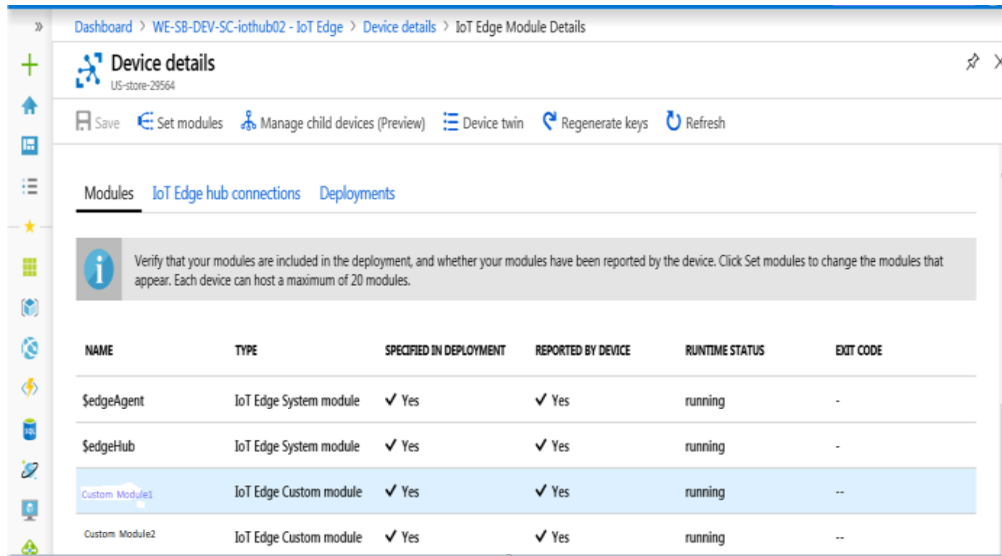 » Dashboard > WE-SB-DEV-SC-iothub02 - IoT Edge > Device details > IoT Edge Module Details
Device details
US-store-29564
Save Set modules Manage child devices (Preview) Device twin Regenerate keys Refresh
Modules IoT Edge hub connections Deployments
Verify that your modules are included in the deployment, and whether your modules have been reported by the device. Click Set modules to change the modules that
appear. Each device can host a maximum of 20 modules.
NAME TYPE SPECIFIED IN DEPLOYMENT REPORTED BY DEVICE RUNTIME STATUS EXIT CODE
$edgeAgent IoT Edge System module ✓ Yes ✓ Yes running -
$edgeHub IoT Edge System module ✓ Yes ✓ Yes running -
Custom Module1 IoT Edge Custom module ✓ Yes ✓ Yes running --
Custom Module2 IoT Edge Custom module ✓ Yes ✓ Yes running --
SQL